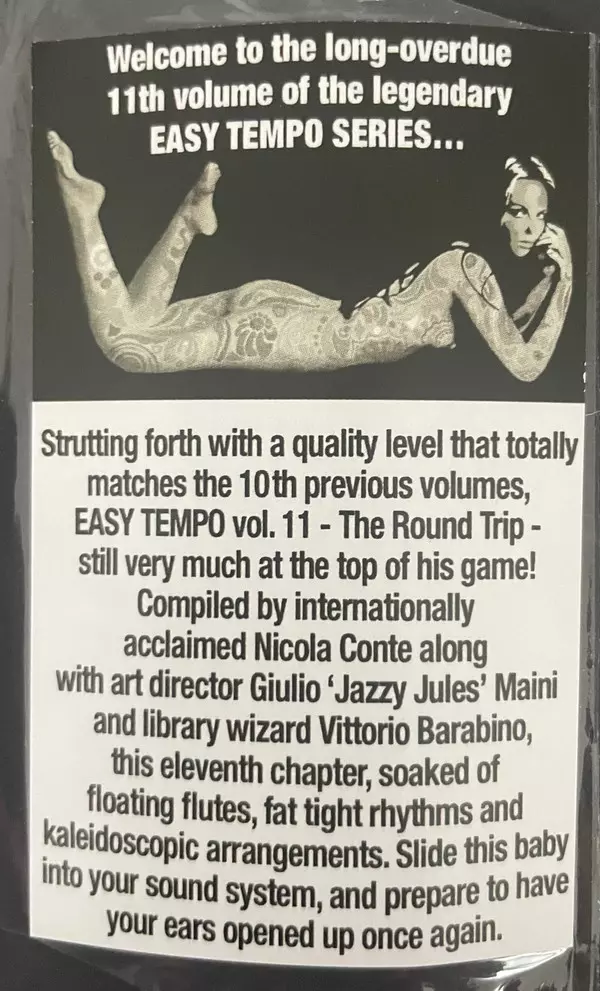 Welcome to the long-overdue
11th volume of the legendary
EASY TEMPO SERIES...
Strutting forth with a quality level that totally
matches the 10th previous volumes,
EASY TEMPO vol. 11 - The Round Trip -
still very much at the top of his game!
Compiled by internationally
acclaimed Nicola Conte along
with art director Giulio ‘Jazzy Jules’ Maini
and library wizard Vittorio Barabino,
this eleventh chapter, soaked of
floating flutes, fat tight rhythms and
kaleidoscopic arrangements. Slide this baby
into your sound system, and prepare to have
your ears opened up once again.